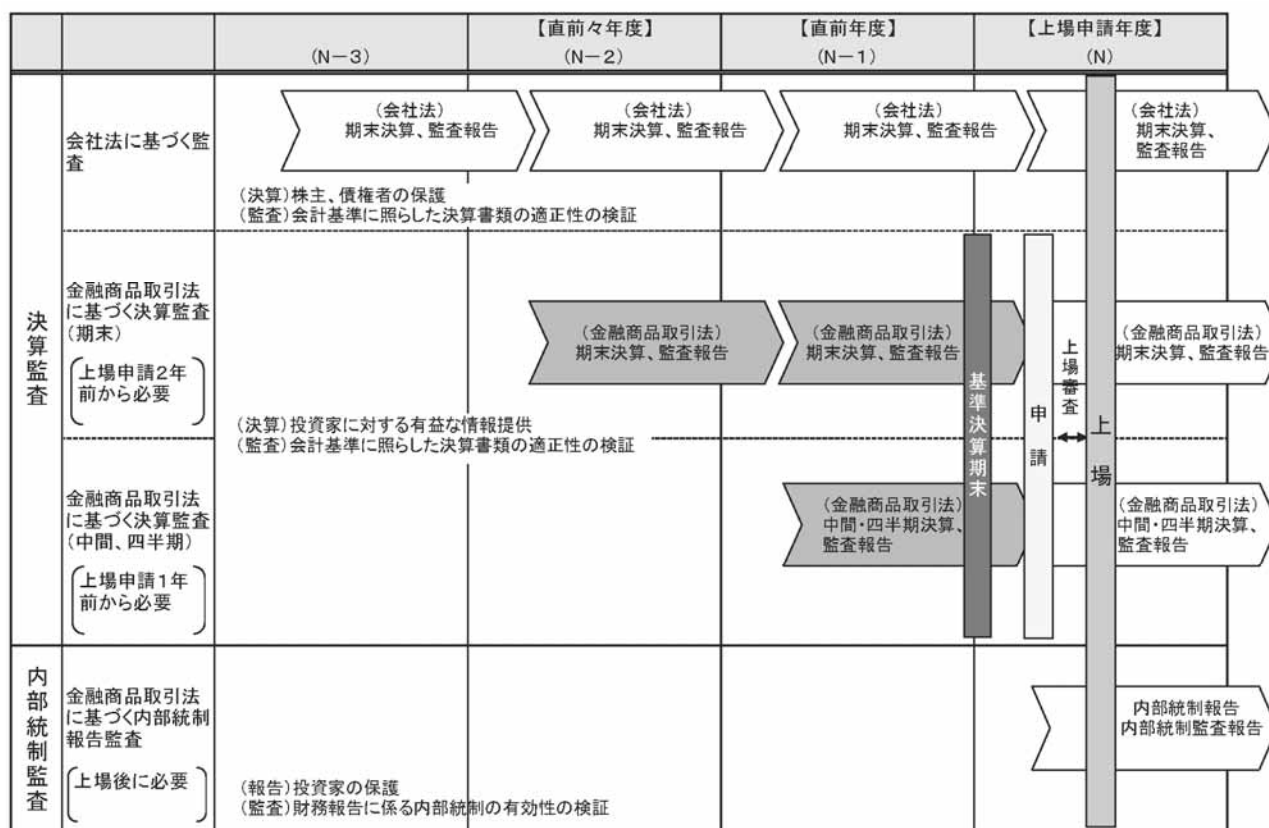 【直前々年度】
【直前年度】
【上場申請年度】
(N－3)
(N－2)
(N－1)
(N)
決算監査
会社法に基づく監
査
(会社法)
期末決算、監査報告
(会社法)
期末決算、監査報告
(会社法)
期末決算、監査報告
(会社法)
期末決算、
監査報告
(決算)株主、債権者の保護
(監査)会計基準に照らした決算書類の適正性の検証
金融商品取引法
に基づく決算監査
(期末)
上場申請2年
前から必要
(金融商品取引法)
期末決算、監査報告
(金融商品取引法)
期末決算、監査報告
基準決算期末
申請
上場審査
上場
(金融商品取引法)
期末決算、監査報告
(決算)投資家に対する有益な情報提供
(監査)会計基準に照らした決算書類の適正性の検証
金融商品取引法
に基づく決算監査
(中間、四半期)
上場申請1年
前から必要
(金融商品取引法)
中間・四半期決算、
監査報告
(金融商品取引法)
中間・四半期決算、
監査報告
内部統制監査
金融商品取引法
に基づく内部統制
報告監査
上場後に必要
内部統制報告
内部統制監査報告
(報告)投資家の保護
(監査)財務報告に係る内部統制の有効性の検証